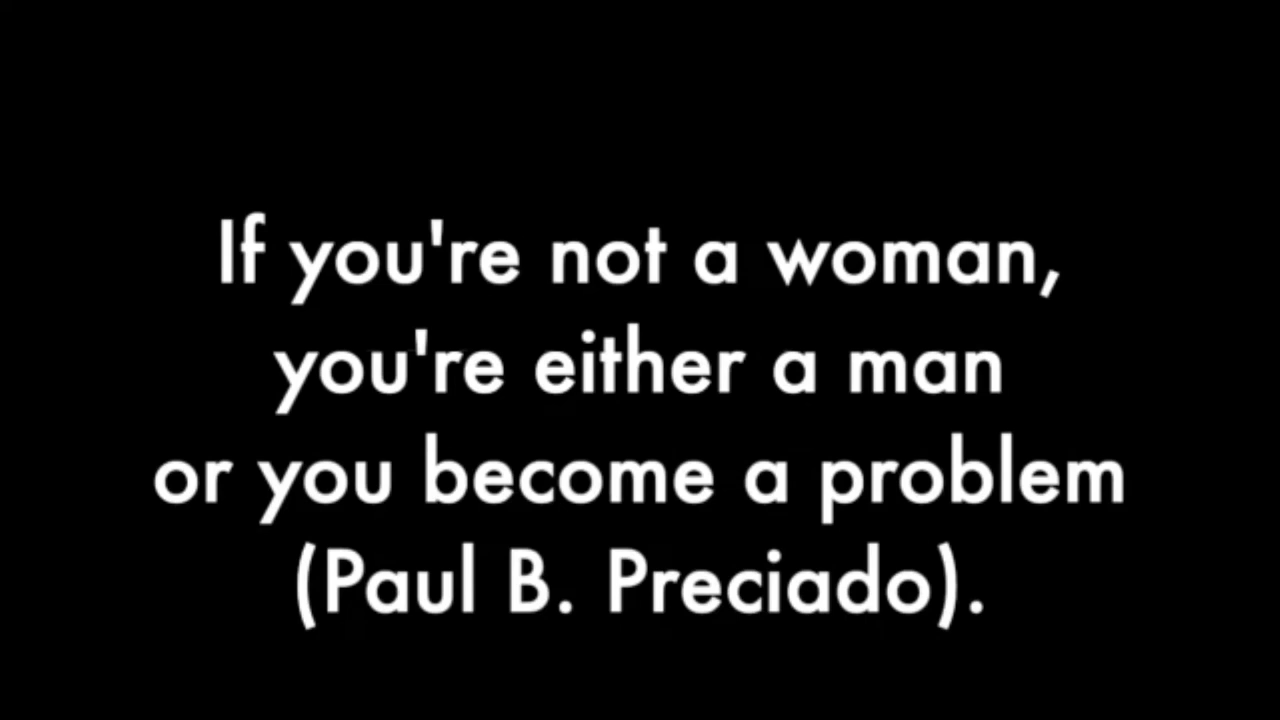 If you're not a woman,
you're either a man
or you become a problem
(Paul B. Preciado).